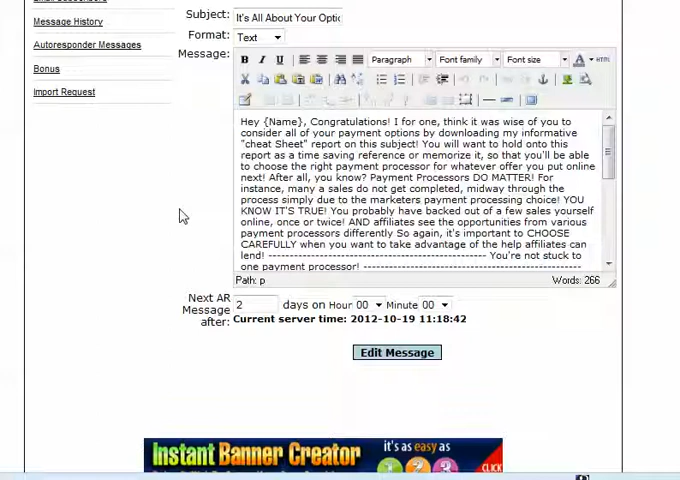 Message History
Autoresponder Messages
Bonus
Import Request
Subject: It's All About Your Optic
Format: Text
Message:
B I U Paragraph Font family Font size A HTML
Hey {Name}, Congratulations! I for one, think it was wise of you to
consider all of your payment options by downloading my informative
"cheat Sheet" report on this subject! You will want to hold onto this
report as a time saving reference or memorize it, so that you'll be able to
choose the right payment processor for whatever offer you put online
next! After all, you know? Payment Processors DO MATTER! For
instance, many a sales do not get completed, midway through the
process simply due to the marketers payment processing choice! YOU
KNOW IT'S TRUE! You probably have backed out of a few sales yourself
online, once or twice! AND affiliates see the opportunities from various
payment processors differently So again, it's important to CHOOSE
CAREFULLY when you want to take advantage of the help affiliates can
lend! ------------------------------------------------ You're not stuck to
one payment processor! ------------------------------------------------
Path: p Words: 266
Next AR Message after: 2 days on Hour 00 Minute 00
Current server time: 2012-10-19 11:18:42
Edit Message
Instant Banner Creator it's as easy as
1 2 3 CLICK